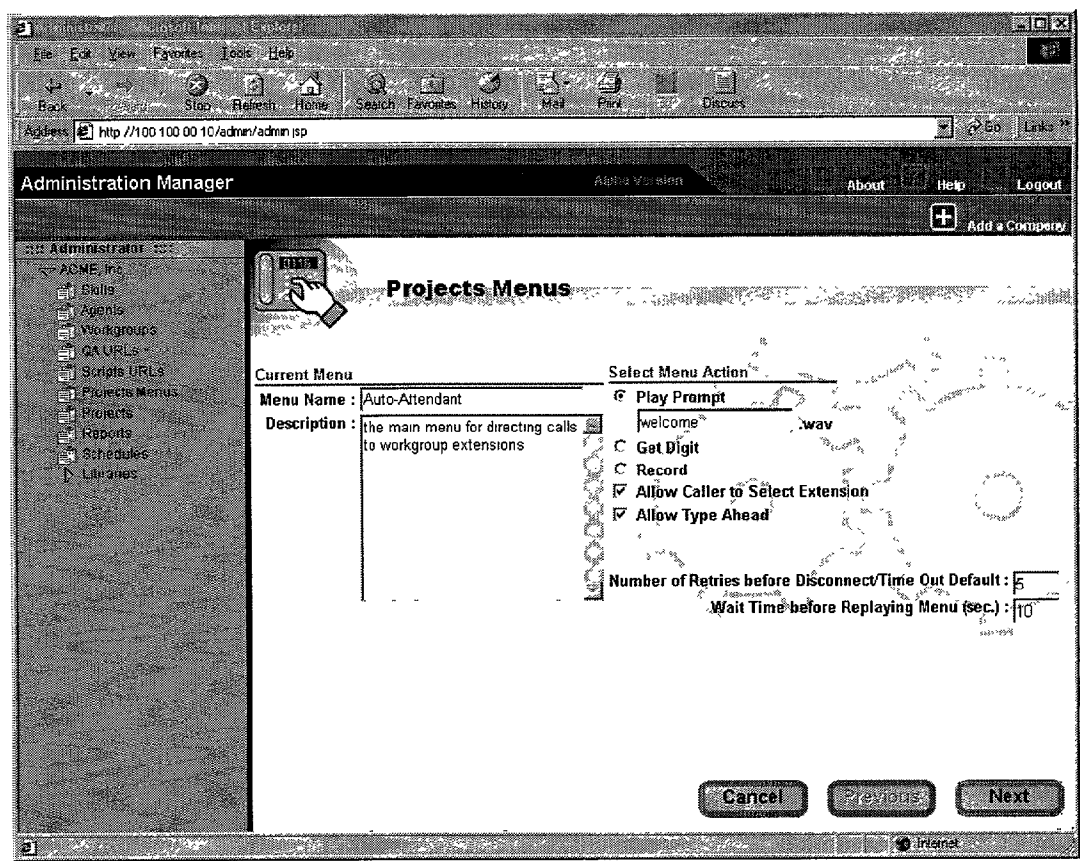 File Edit View Favorites Tools Help
Back Stop Refresh Home Search Favorites History Mail Print Discuss
Address http //100 100 00 10/admin/admin jsp Go Links »
Administration Manager Alpha Version About Help Logout
Add a Company
:::: Administrator ::::
ACME, Inc
Skills
Agents
Workgroups
QA URLs
Scripts URLs
Projects Menus
Projects
Reports
Schedules
Libraries
Projects Menus
Current Menu
Menu Name : Auto-Attendant
Description : the main menu for directing calls
to workgroup extensions
Select Menu Action
Play Prompt
welcome .wav
Get Digit
Record
Allow Caller to Select Extension
Allow Type Ahead
Number of Retries before Disconnect/Time Out Default : 5
Wait Time before Replaying Menu (sec.) : 10
Cancel Previous Next
Internet